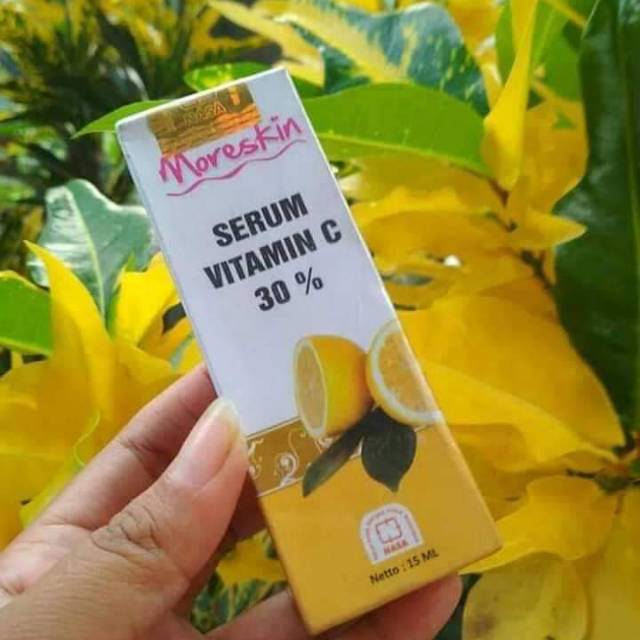 Moreskin
SERUM
VITAMIN C
30 %
NASA
Netto : 15 ML